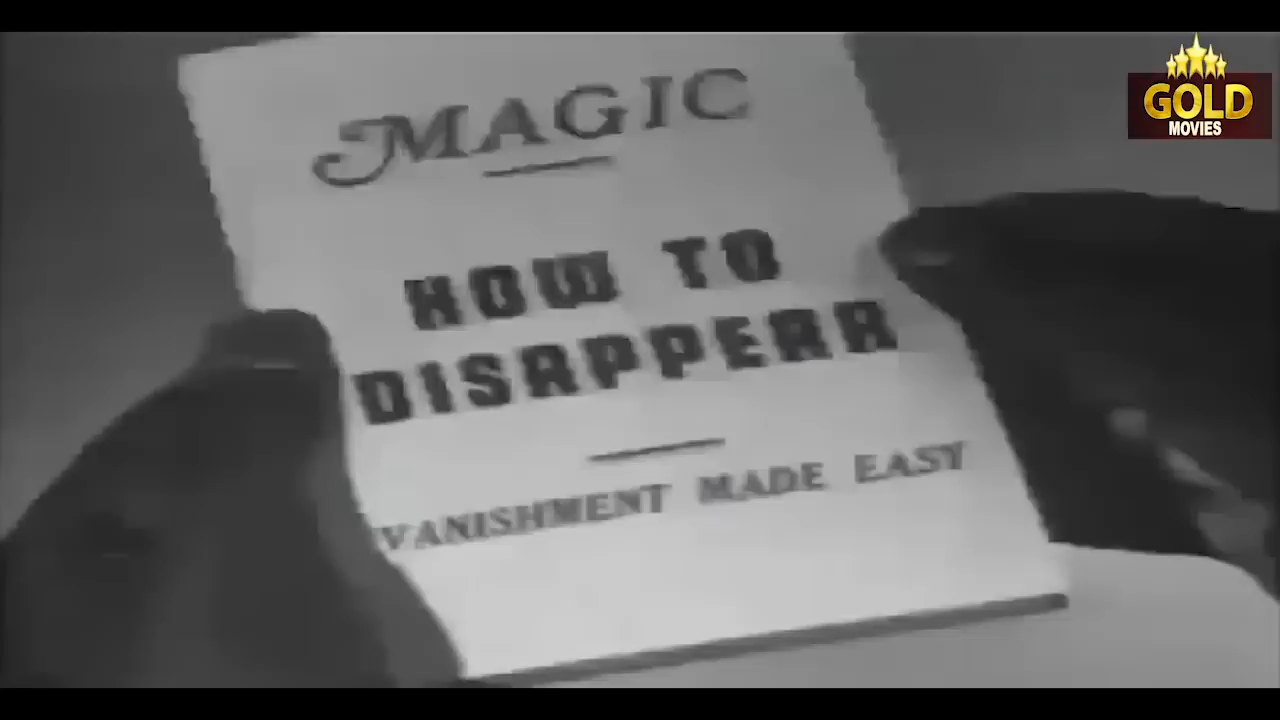 MAGIC
HOW TO
DISAPPEAR
VANISHMENT MADE EASY
GOLD
MOVIES